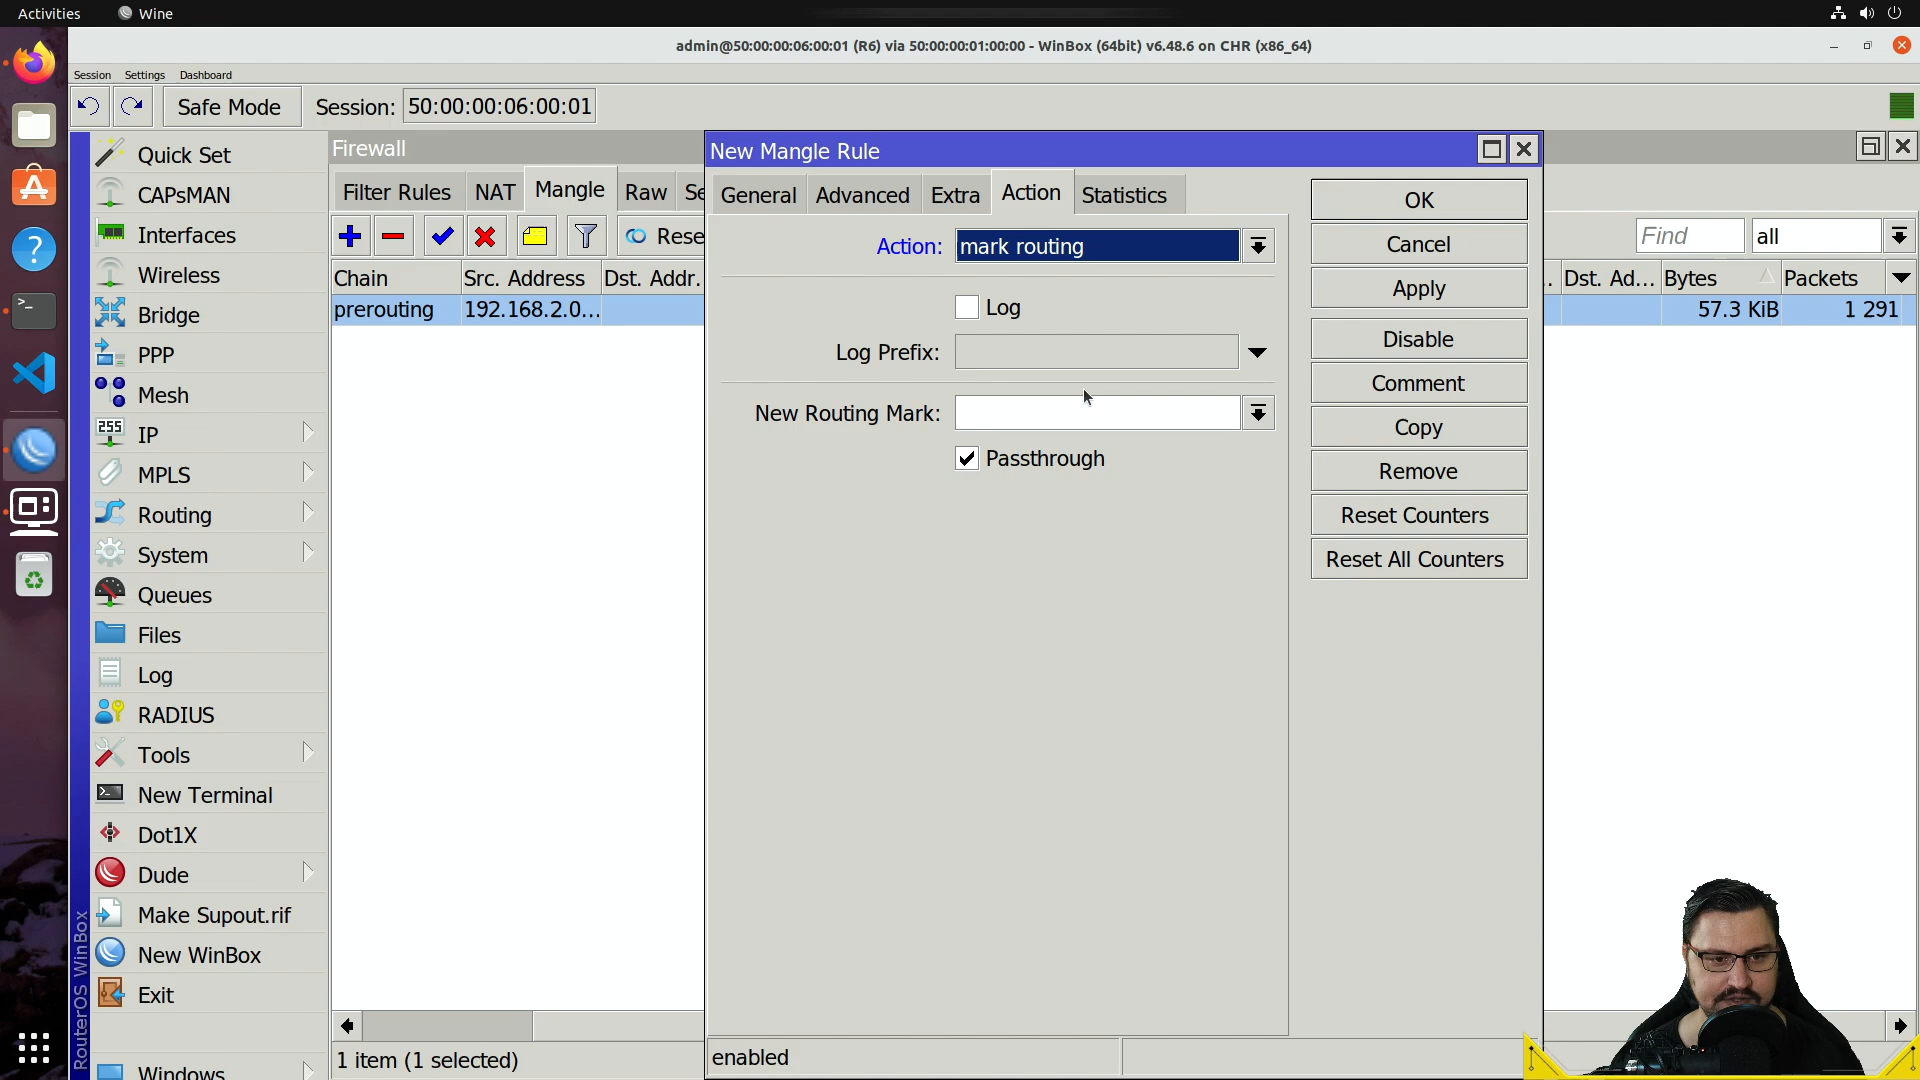 Activities
Wine
admin@50:00:00:06:00:01 (R6) via 50:00:00:01:00:00 - WinBox (64bit) v6.48.6 on CHR (x86_64)
Session Settings Dashboard
Safe Mode
Session: 50:00:00:06:00:01
Quick Set
CAPsMAN
Interfaces
Wireless
Bridge
PPP
Mesh
255
IP
MPLS
Routing
System
Queues
Files
Log
RADIUS
Tools
New Terminal
Dot1X
Dude
Make Supout.rif
New WinBox
Exit
Windows
RouterOS WinBox
Firewall
Filter Rules NAT Mangle Raw Se
Rese
Find
all
Chain Src. Address Dst. Addr. .. Dst. Ad... Bytes Packets
prerouting 192.168.2.0... 57.3 KiB 1 291
1 item (1 selected)
New Mangle Rule
General Advanced Extra Action Statistics
Action: mark routing
Log
Log Prefix:
New Routing Mark:
Passthrough
OK
Cancel
Apply
Disable
Comment
Copy
Remove
Reset Counters
Reset All Counters
enabled